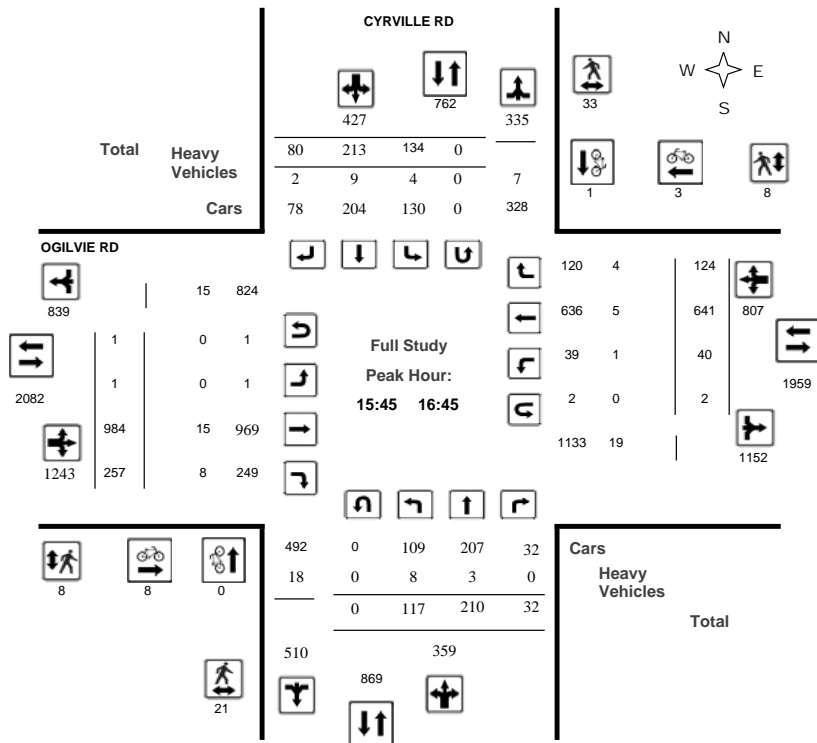 CYRVILLE RD
N
W E
S
762
33
427 335
Total Heavy Vehicles
80 213 134 0
2 9 4 0 7
Cars 78 204 130 0 328
1 3 8
OGILVIE RD
839
15 824
120 4 124
807
1 0 1
636 5 641
2082
1 0 1
39 1 40
1959
Full Study
Peak Hour:
15:45 16:45
2 0 2
984 15 969
1243
257 8 249
1133 19
1152
492 0 109 207 32 Cars
18 8 3 0 0 Heavy Vehicles
0 117 210 32 Total
8 8 0
510 359
869
21